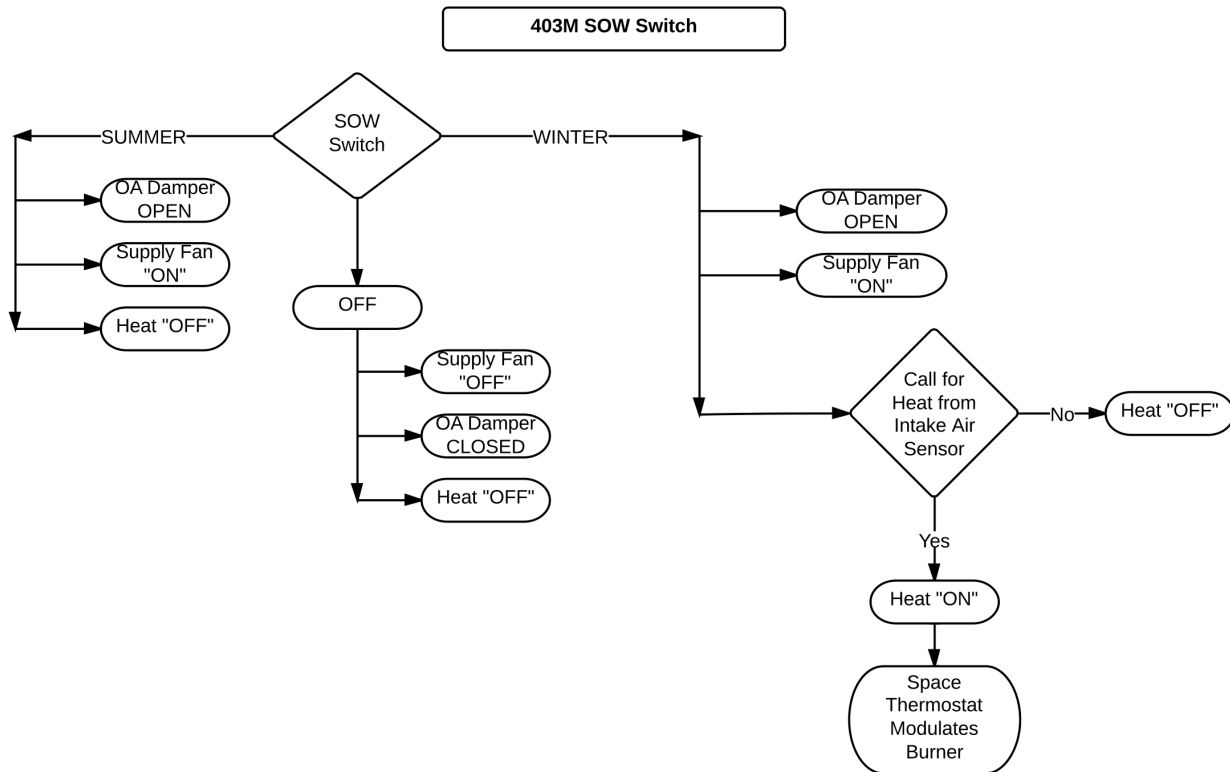 403M SOW Switch
SOW
Switch
SUMMER
WINTER
OA Damper
OPEN
Supply Fan
"ON"
Heat "OFF"
OFF
Supply Fan
"OFF"
OA Damper
CLOSED
Heat "OFF"
OA Damper
OPEN
Supply Fan
"ON"
Call for
Heat from
Intake Air
Sensor
No
Heat "OFF"
Yes
Heat "ON"
Space
Thermostat
Modulates
Burner